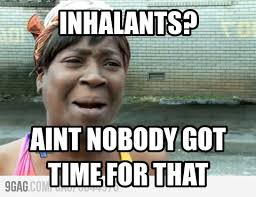 INHALANTS?
AINT NOBODY GOT
TIME FOR THAT
9GAG.COM